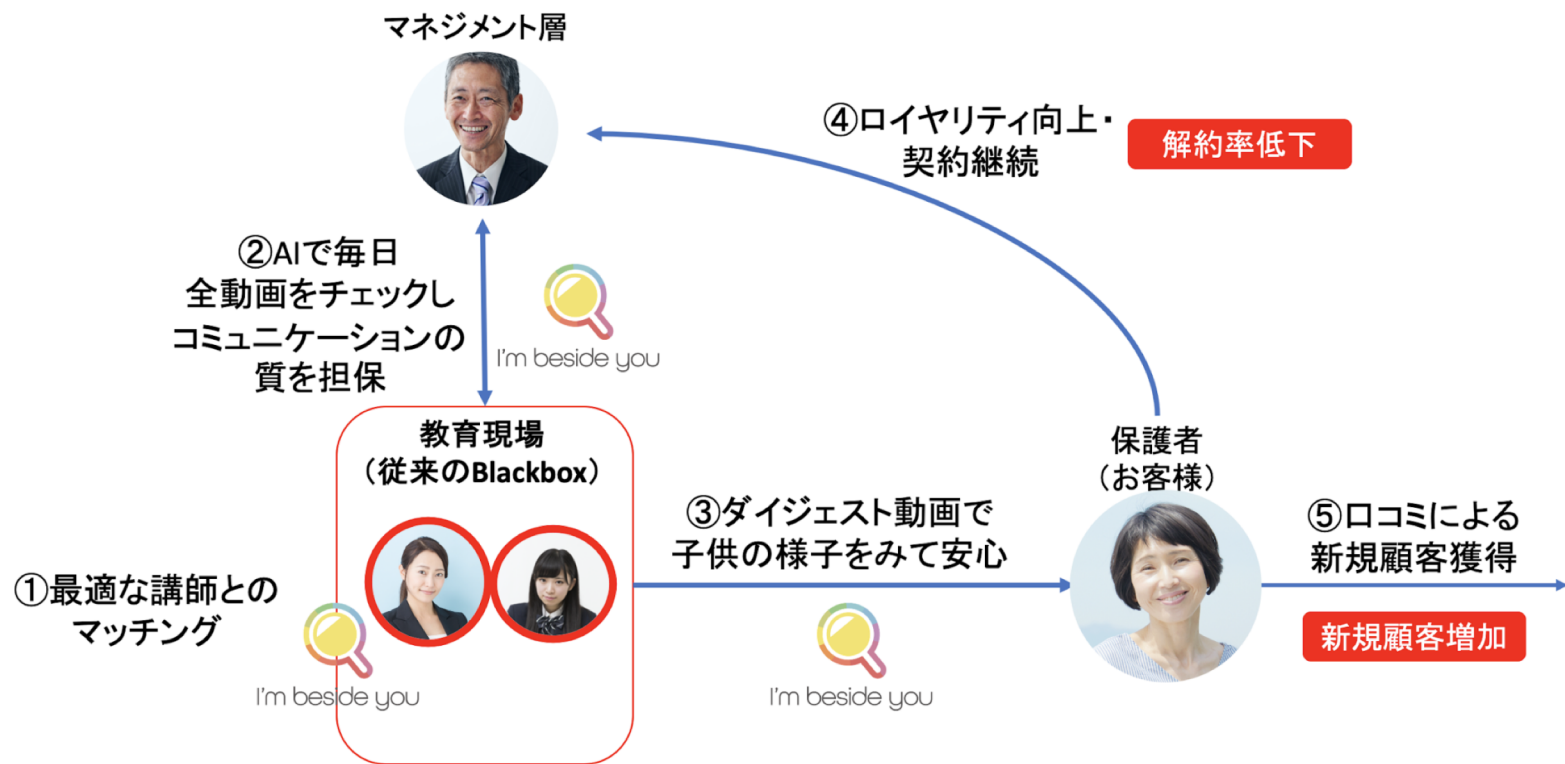 マネジメント層
④ロイヤリティ向上・
契約継続
解約率低下
②AIで毎日
全動画をチェックし
コミュニケーションの
質を担保
I'm beside you
教育現場
（従来のBlackbox）
①最適な講師との
マッチング
I'm beside you
③ダイジェスト動画で
子供の様子をみて安心
I'm beside you
保護者
（お客様）
⑤口コミによる
新規顧客獲得
新規顧客増加